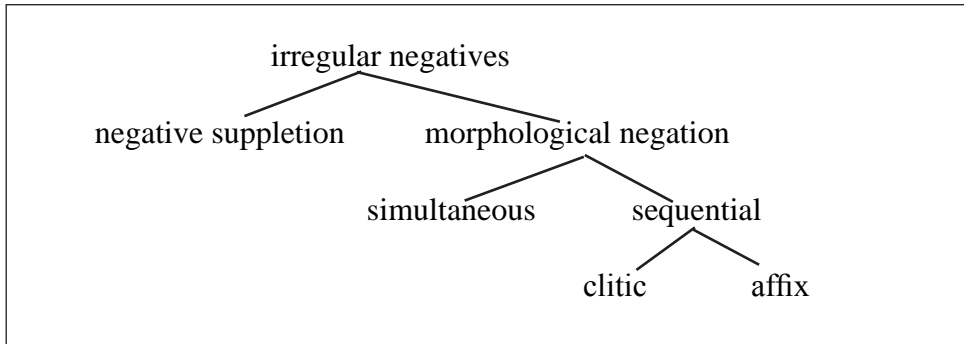 irregular negatives
negative suppletion morphological negation
simultaneous sequential
clitic affix